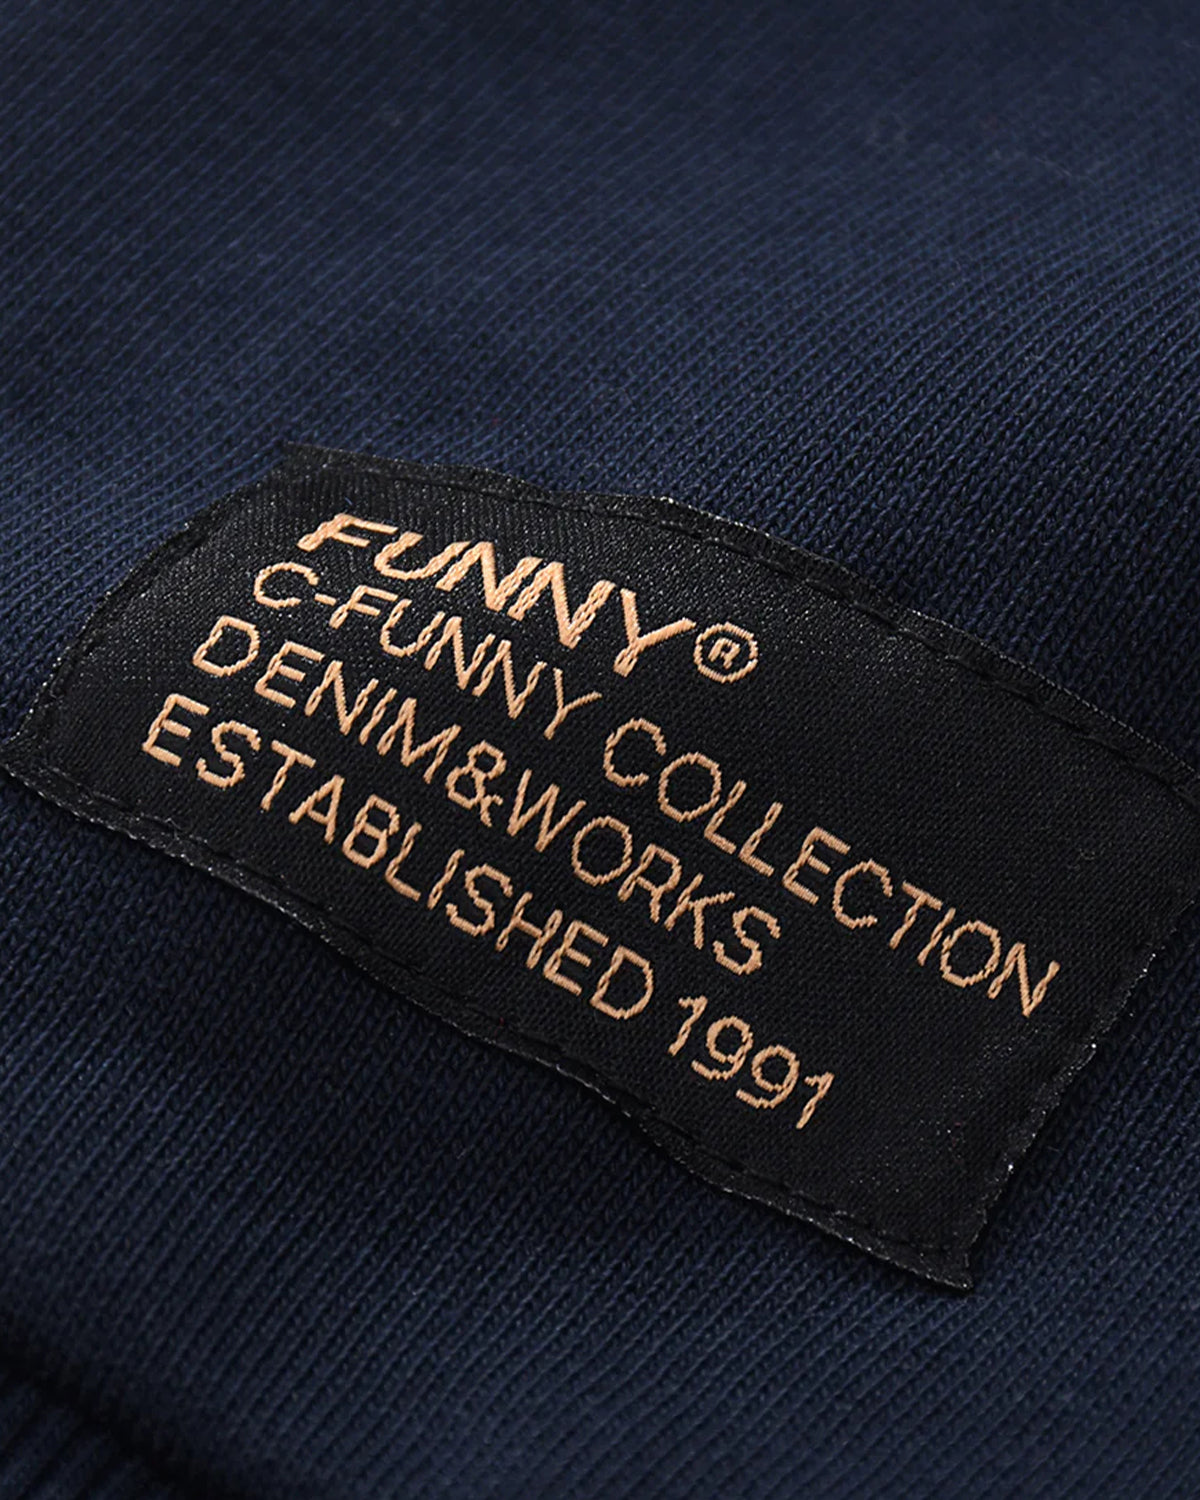 FUNNY®
C-FUNNY COLLECTION
DENIM&WORKS
ESTABLISHED 1991